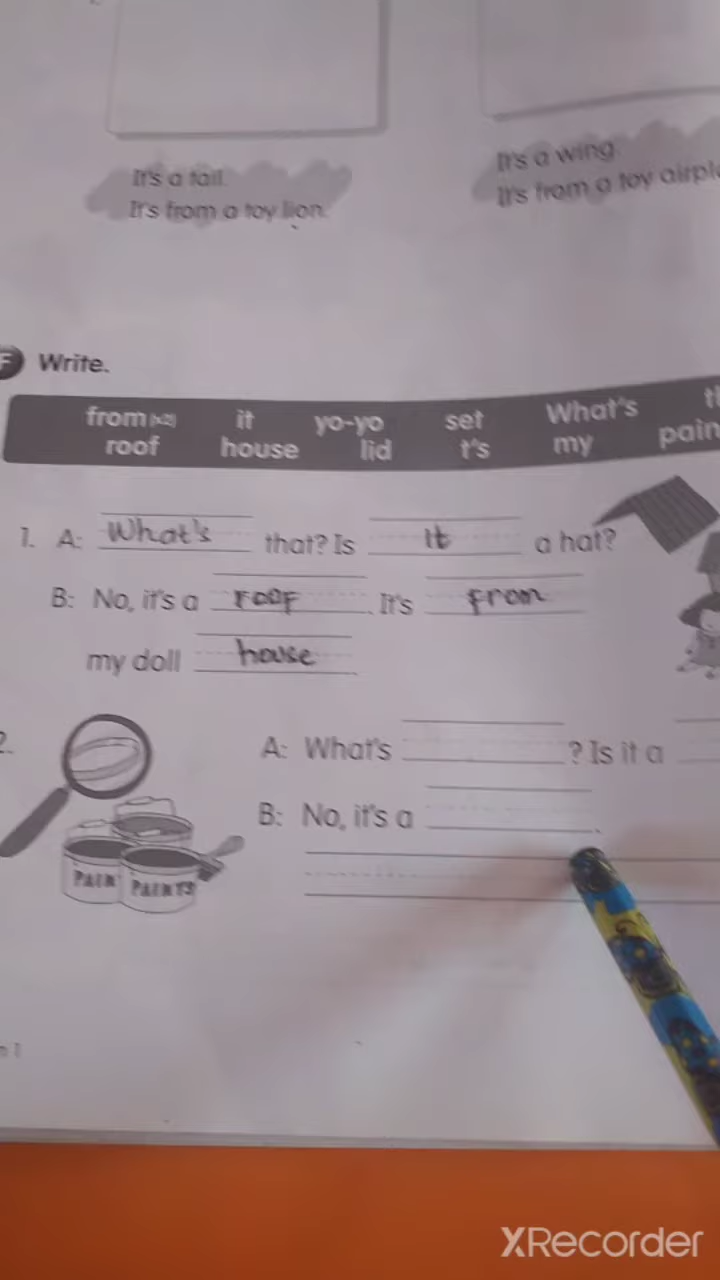 It's a tail.
It's from a toy lion.
It's a wing.
It's from a toy
F Write.
from (x2) it yo-yo set What's
roof house lid t's my
1. A: What's that? Is it a hat?
B: No, it's a roof. It's from
my doll house.
2.
A: What's ? Is it a
B: No, it's a .
PAIN PAINTS
XRecorder